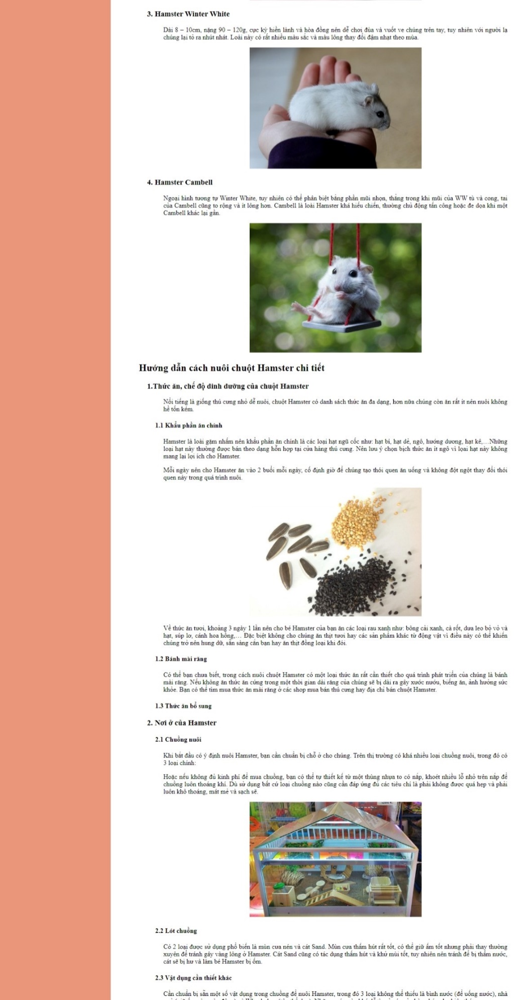 3. Hamster Winter White
Dài 8 – 10cm, nặng 90 – 120g, cực kỳ hiền lành và hòa đồng nên dễ chơi đùa và vuốt ve chúng trên tay, tuy nhiên với người lạ
chúng lại tỏ ra nhút nhát. Loài này có rất nhiều màu sắc và màu lông thay đổi đậm nhạt theo mùa.
4. Hamster Cambell
Ngoại hình tương tự Winter White, tuy nhiên có thể phân biệt bằng phần mũi nhọn, thẳng trong khi mũi của WW tù và cong, tai
của Cambell cũng to rộng và ít lông hơn. Cambell là loài Hamster khá hiếu chiến, thường chủ động tấn công hoặc đe dọa khi một
Cambell khác lại gần.
Hướng dẫn cách nuôi chuột Hamster chi tiết
1.Thức ăn, chế độ dinh dưỡng của chuột Hamster
Nổi tiếng là giống thú cưng nhỏ dễ nuôi, chuột Hamster có danh sách thức ăn đa dạng, hơn nữa chúng còn ăn rất ít nên nuôi không
hề tốn kém.
1.1 Khẩu phần ăn chính
Hamster là loài gặm nhấm nên khẩu phần ăn chính là các loại hạt ngũ cốc như: hạt bí, hạt dẻ, ngô, hướng dương, hạt kê,…Những
loại hạt này thường được bán theo dạng hỗn hợp tại cửa hàng thú cưng. Nên lưu ý chọn bịch thức ăn ít ngô vì lọai hạt này không
mang lại lợi ích cho Hamster.
Mỗi ngày nên cho Hamster ăn vào 2 buổi mỗi ngày, cố định giờ để chúng tạo thói quen ăn uống và không đột ngột thay đổi thói
quen này trong quá trình nuôi.
Về thức ăn tươi, khoảng 3 ngày 1 lần nên cho bé Hamster của bạn ăn các loại rau xanh như: bông cải xanh, cà rốt, dưa leo bỏ vỏ và
hạt, súp lơ, cánh hoa hồng,… Đặc biệt không cho chúng ăn thịt tươi hay các sản phẩm khác từ động vật vì điều này có thể khiến
chúng trở nên hung dữ, sẵn sàng cắn bạn hay ăn thịt đồng loại khi đói.
1.2 Bánh mài răng
Có thể bạn chưa biết, trong cách nuôi chuột Hamster có một loại thức ăn rất cần thiết cho quá trình phát triển của chúng là bánh
mài răng. Nếu không ăn thức ăn cứng trong một thời gian dài răng của chúng sẽ bị dài ra gây xước nướu, biếng ăn, ảnh hưởng sức
khỏe. Bạn có thể tìm mua thức ăn mài răng ở các shop mua bán thú cưng hay địa chỉ bán chuột Hamster.
1.3 Thức ăn bổ sung
2. Nơi ở của Hamster
2.1 Chuồng nuôi
Khi bắt đầu có ý định nuôi Hamster, bạn cần chuẩn bị chỗ ở cho chúng. Trên thị trường có khá nhiều loại chuồng nuôi, trong đó có
3 loại chính:
Hoặc nếu không đủ kinh phí để mua chuồng, bạn có thể tự thiết kế từ một thùng nhựa to có nắp, khoét nhiều lỗ nhỏ trên nắp để
chuồng luôn thoáng khí. Dù sử dụng bất cứ loại chuồng nào cũng cần đáp ứng đủ các tiêu chí là phải không được quá hẹp và phải
luôn khô thoáng, mát mẻ và sạch sẽ.
2.2 Lót chuồng
Có 2 loại được sử dụng phổ biến là mùn cưa nén và cát Sand. Mùn cưa thấm hút rất tốt, có thể giữ ấm tốt nhưng phải thay thường
xuyên để tránh gây vàng lông ở Hamster. Cát Sand cũng có tác dụng thấm hút và khử mùi tốt, tuy nhiên nên tránh để bị thấm nước,
cát sẽ bị hư và làm bé Hamster bị ốm.
2.3 Vật dụng cần thiết khác
Cần chuẩn bị sẵn một số vật dụng trong chuồng để nuôi Hamster, trong đó 3 loại không thể thiếu là bình nước (để uống nước), nhà